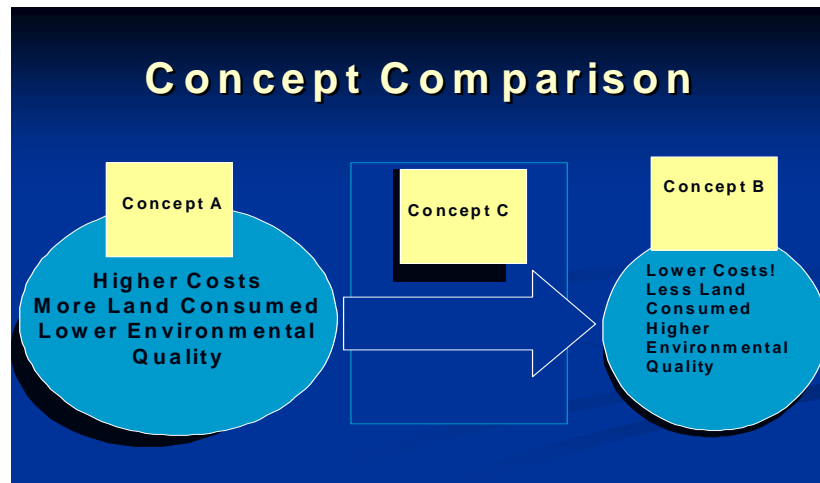 Concept Comparison
Concept A
Higher Costs
More Land Consumed
Lower Environmental
Quality
Concept C
Concept B
Lower Costs!
Less Land
Consumed
Higher
Environmental
Quality